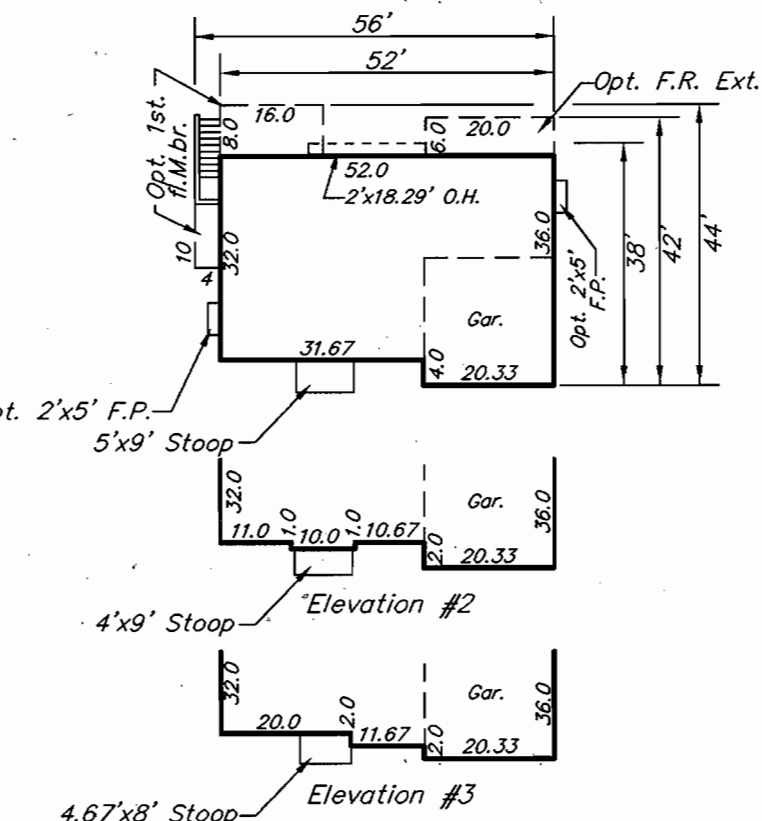 56'
52'
Opt. F.R. Ext.
Opt. 1st.
fl.M.br.
8.0
16.0
6.0
20.0
52.0
2'x18.29' O.H.
10
4
32.0
36.0
Opt. 2'x5'
F.P.
38'
42'
44'
Gar.
31.67
4.0
20.33
pt. 2'x5' F.P.
5'x9' Stoop
32.0
11.0
1.0
10.0
1.0
10.67
Gar.
2.0
20.33
36.0
4'x9' Stoop
Elevation #2
32.0
20.0
2.0
11.67
Gar.
2.0
20.33
36.0
4.67'x8' Stoop
Elevation #3